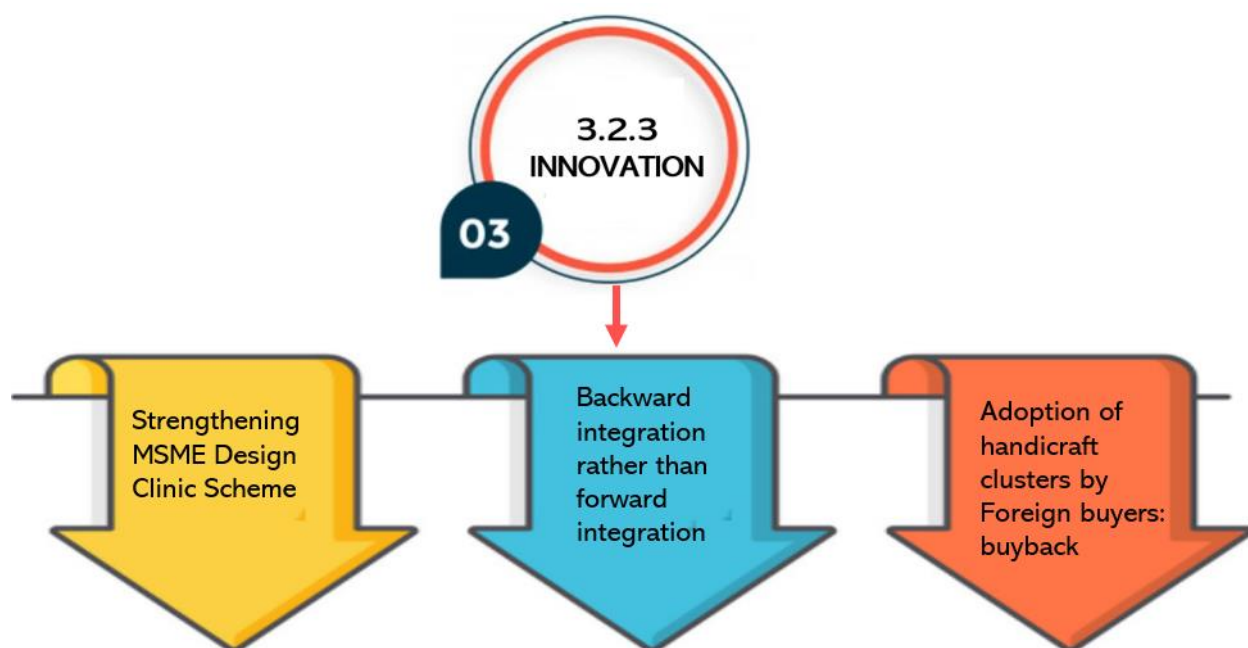 3.2.3
INNOVATION
03
Strengthening
MSME Design
Clinic Scheme
Backward
integration
rather than
forward
integration
Adoption of
handicraft
clusters by
Foreign buyers:
buyback